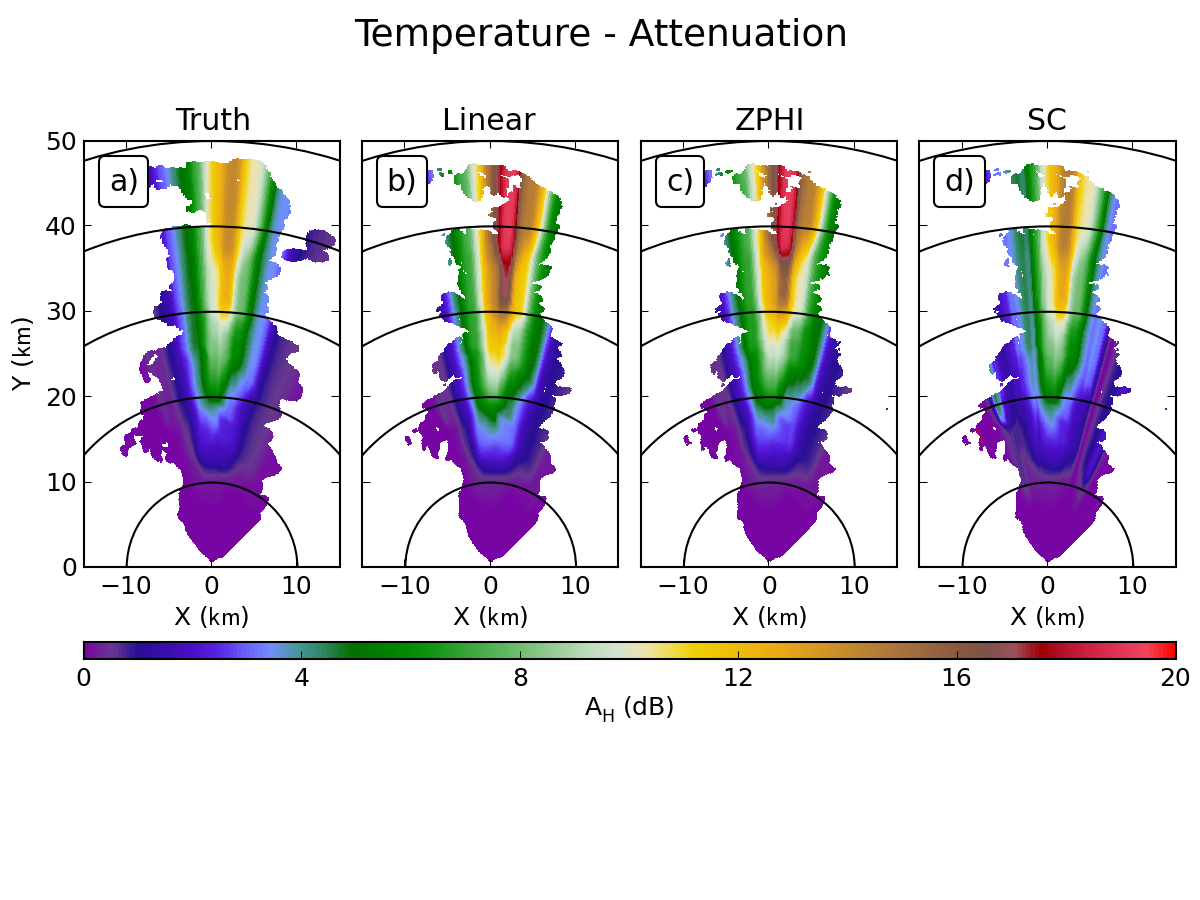 Temperature - Attenuation
Truth Linear ZPHI SC
a) b) c) d)
50
40
30
20
10
0
Y (km)
−10 0 10 −10 0 10 −10 0 10 −10 0 10
X (km) X (km) X (km) X (km)
0 4 8 12 16 20
A_H (dB)